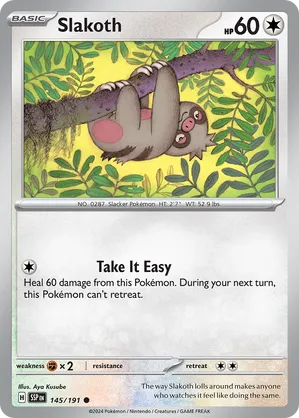 BASIC
Slakoth
HP60
NO. 0287 Slacker Pokémon HT: 2'7" WT: 52.9 lbs
Take It Easy
Heal 60 damage from this Pokémon. During your next turn,
this Pokémon can't retreat.
weakness ×2 resistance retreat
Illus. Aya Kusube
The way Slakoth lolls around makes anyone
who watches it feel like doing the same.
H SSP EN 145/191
©2024 Pokémon / Nintendo / Creatures / GAME FREAK